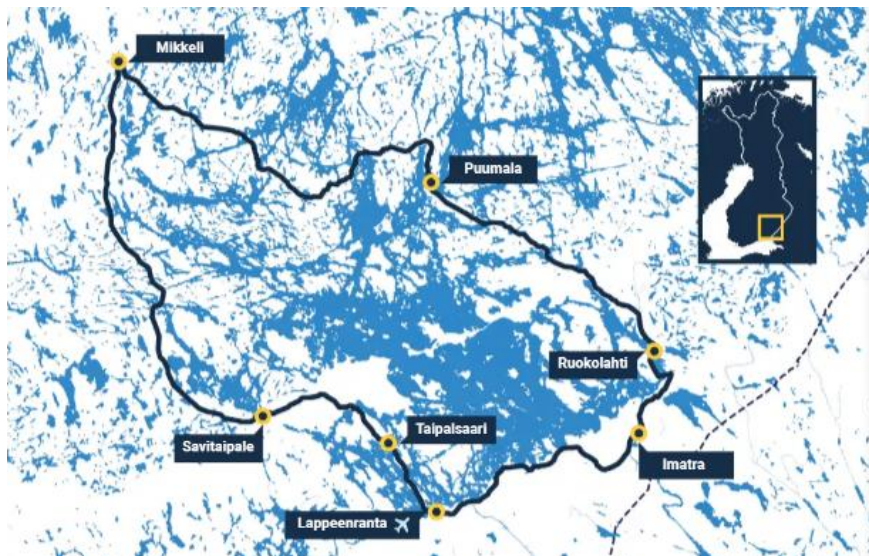 Mikkeli
Puumala
Ruokolahti
Taipalsaari
Savitaipale
Imatra
Lappeenranta